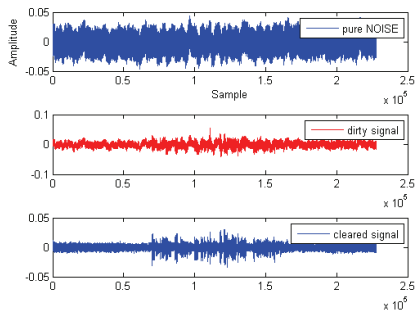 0.05
0
-0.05
Amplitude
pure NOISE
0 0.5 1 1.5 2 2.5
Sample
x 10^5
0.1
0
-0.1
dirty signal
0 0.5 1 1.5 2 2.5
x 10^5
0.05
0
-0.05
cleared signal
0 0.5 1 1.5 2 2.5
x 10^5